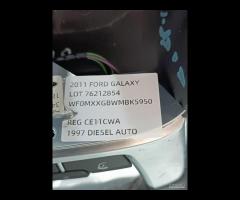 2011 FORD GALAXY
LOT 76212854
WF0MXXGBWMBK5950
REG CE11CWA
1997 DIESEL AUTO